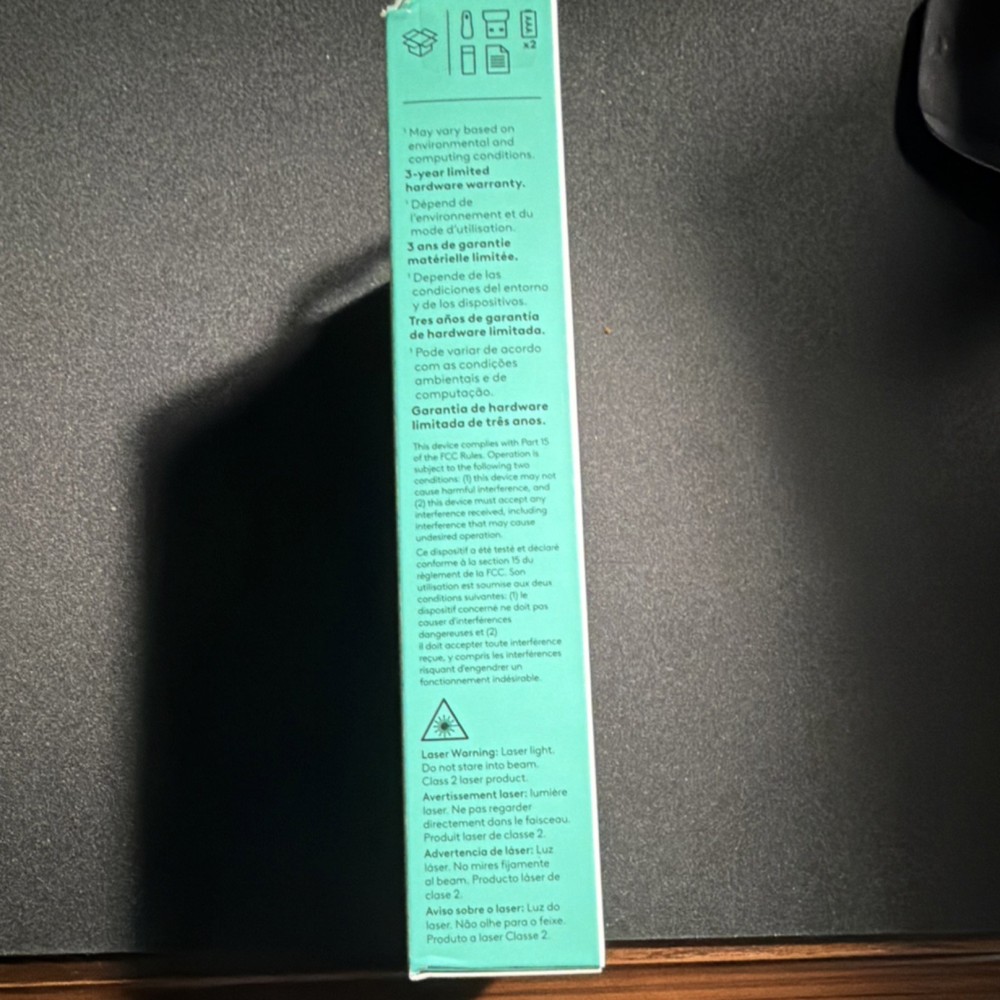 AAA
x2
¹ May vary based on
environmental and
computing conditions.
3-year limited
hardware warranty.
¹ Dépend de
l'environnement et du
mode d'utilisation.
3 ans de garantie
matérielle limitée.
¹ Depende de las
condiciones del entorno
y de los dispositivos.
Tres años de garantía
de hardware limitada.
¹ Pode variar de acordo
com as condições
ambientais e de
computação.
Garantia de hardware
limitada de três anos.
This device complies with Part 15
of the FCC Rules. Operation is
subject to the following two
conditions: (1) this device may not
cause harmful interference, and
(2) this device must accept any
interference received, including
interference that may cause
undesired operation.
Ce dispositif a été testé et déclaré
conforme à la section 15 du
règlement de la FCC. Son
utilisation est soumise aux deux
conditions suivantes: (1) le
dispositif concerné ne doit pas
causer d'interférences
dangereuses et (2)
il doit accepter toute interférence
reçue, y compris les interférences
risquant d'engendrer un
fonctionnement indésirable.
Laser Warning: Laser light.
Do not stare into beam.
Class 2 laser product.
Avertissement laser: lumière
laser. Ne pas regarder
directement dans le faisceau.
Produit laser de classe 2.
Advertencia de láser: Luz
láser. No mires fijamente
al beam. Producto láser de
clase 2.
Aviso sobre o laser: Luz do
laser. Não olhe para o feixe.
Produto a laser Classe 2.